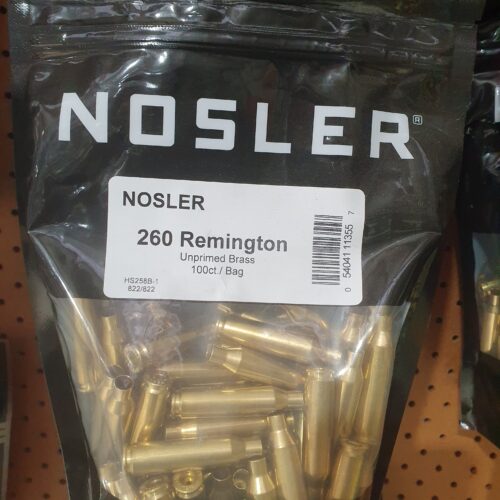 NOSLER®
NOSLER
260 Remington
Unprimed Brass
100ct./ Bag
HS258B-1
822/822
0 54041 11355 7